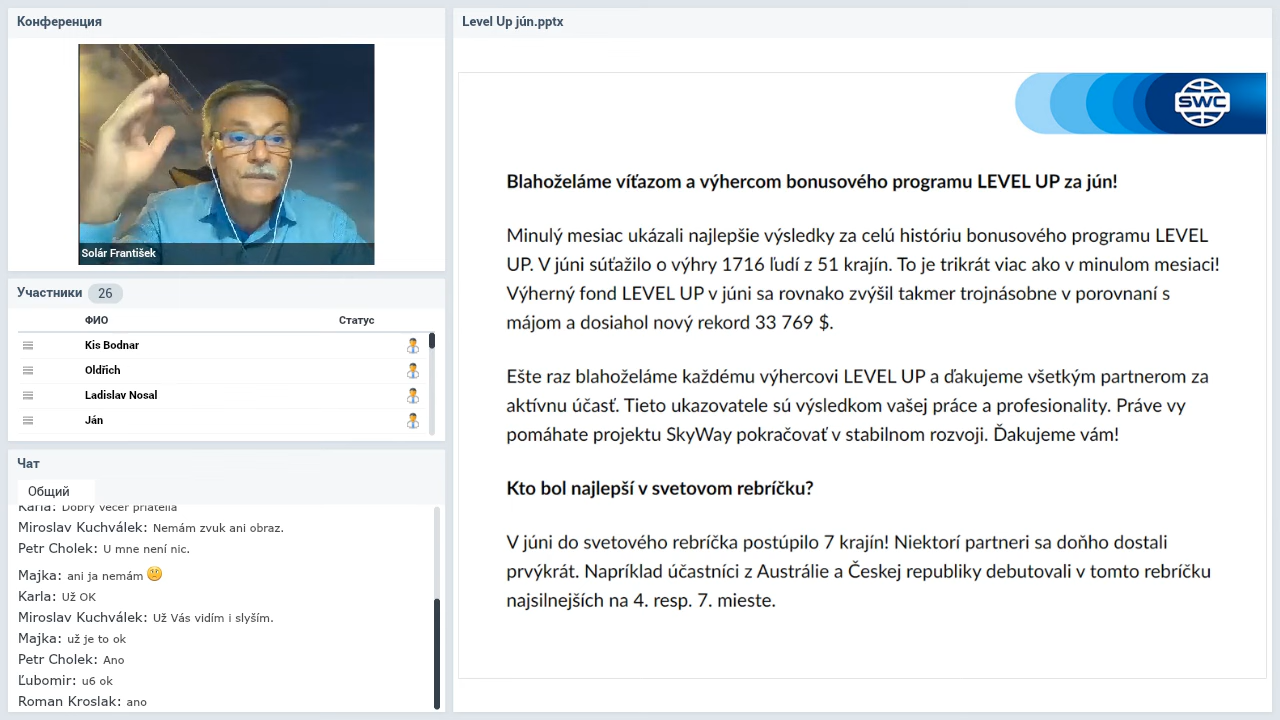 Конференция
Solár František
Участники 26
ФИО Статус
Kis Bodnar
Oldřich
Ladislav Nosal
Ján
Чат
Общий
Karla: Dobrý večer priatelia
Miroslav Kuchválek: Nemám zvuk ani obraz.
Petr Cholek: U mne není nic.
Majka: ani ja nemám
Karla: Už OK
Miroslav Kuchválek: Už Vás vidím i slyším.
Majka: už je to ok
Petr Cholek: Ano
Ľubomir: u6 ok
Roman Kroslak: ano
Level Up jún.pptx
SWC
Blahoželáme víťazom a výhercom bonusového programu LEVEL UP za jún!
Minulý mesiac ukázali najlepšie výsledky za celú históriu bonusového programu LEVEL
UP. V júni súťažilo o výhry 1716 ľudí z 51 krajín. To je trikrát viac ako v minulom mesiaci!
Výherný fond LEVEL UP v júni sa rovnako zvýšil takmer trojnásobne v porovnaní s
májom a dosiahol nový rekord 33 769 $.
Ešte raz blahoželáme každému výhercovi LEVEL UP a ďakujeme všetkým partnerom za
aktívnu účasť. Tieto ukazovatele sú výsledkom vašej práce a profesionality. Práve vy
pomáhate projektu SkyWay pokračovať v stabilnom rozvoji. Ďakujeme vám!
Kto bol najlepší v svetovom rebríčku?
V júni do svetového rebríčka postúpilo 7 krajín! Niektorí partneri sa doňho dostali
prvýkrát. Napríklad účastníci z Austrálie a Českej republiky debutovali v tomto rebríčku
najsilnejších na 4. resp. 7. mieste.